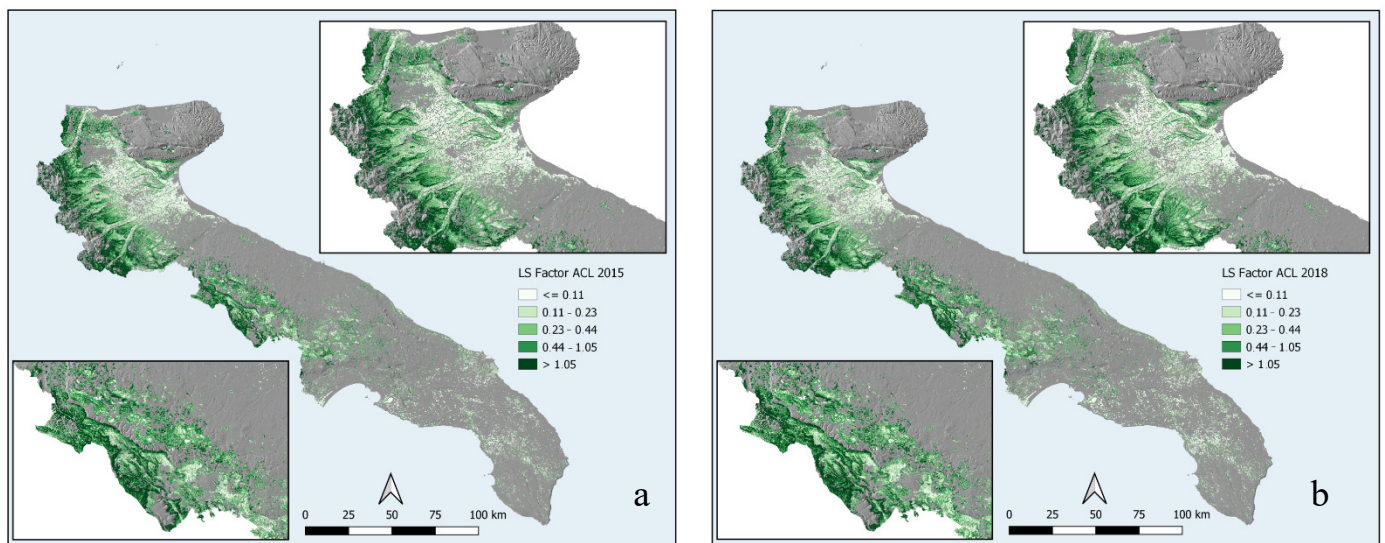 LS Factor ACL 2015
<= 0.11
0.11 - 0.23
0.23 - 0.44
0.44 - 1.05
> 1.05
0 25 50 75 100 km
a
LS Factor ACL 2018
<= 0.11
0.11 - 0.23
0.23 - 0.44
0.44 - 1.05
> 1.05
0 25 50 75 100 km
b